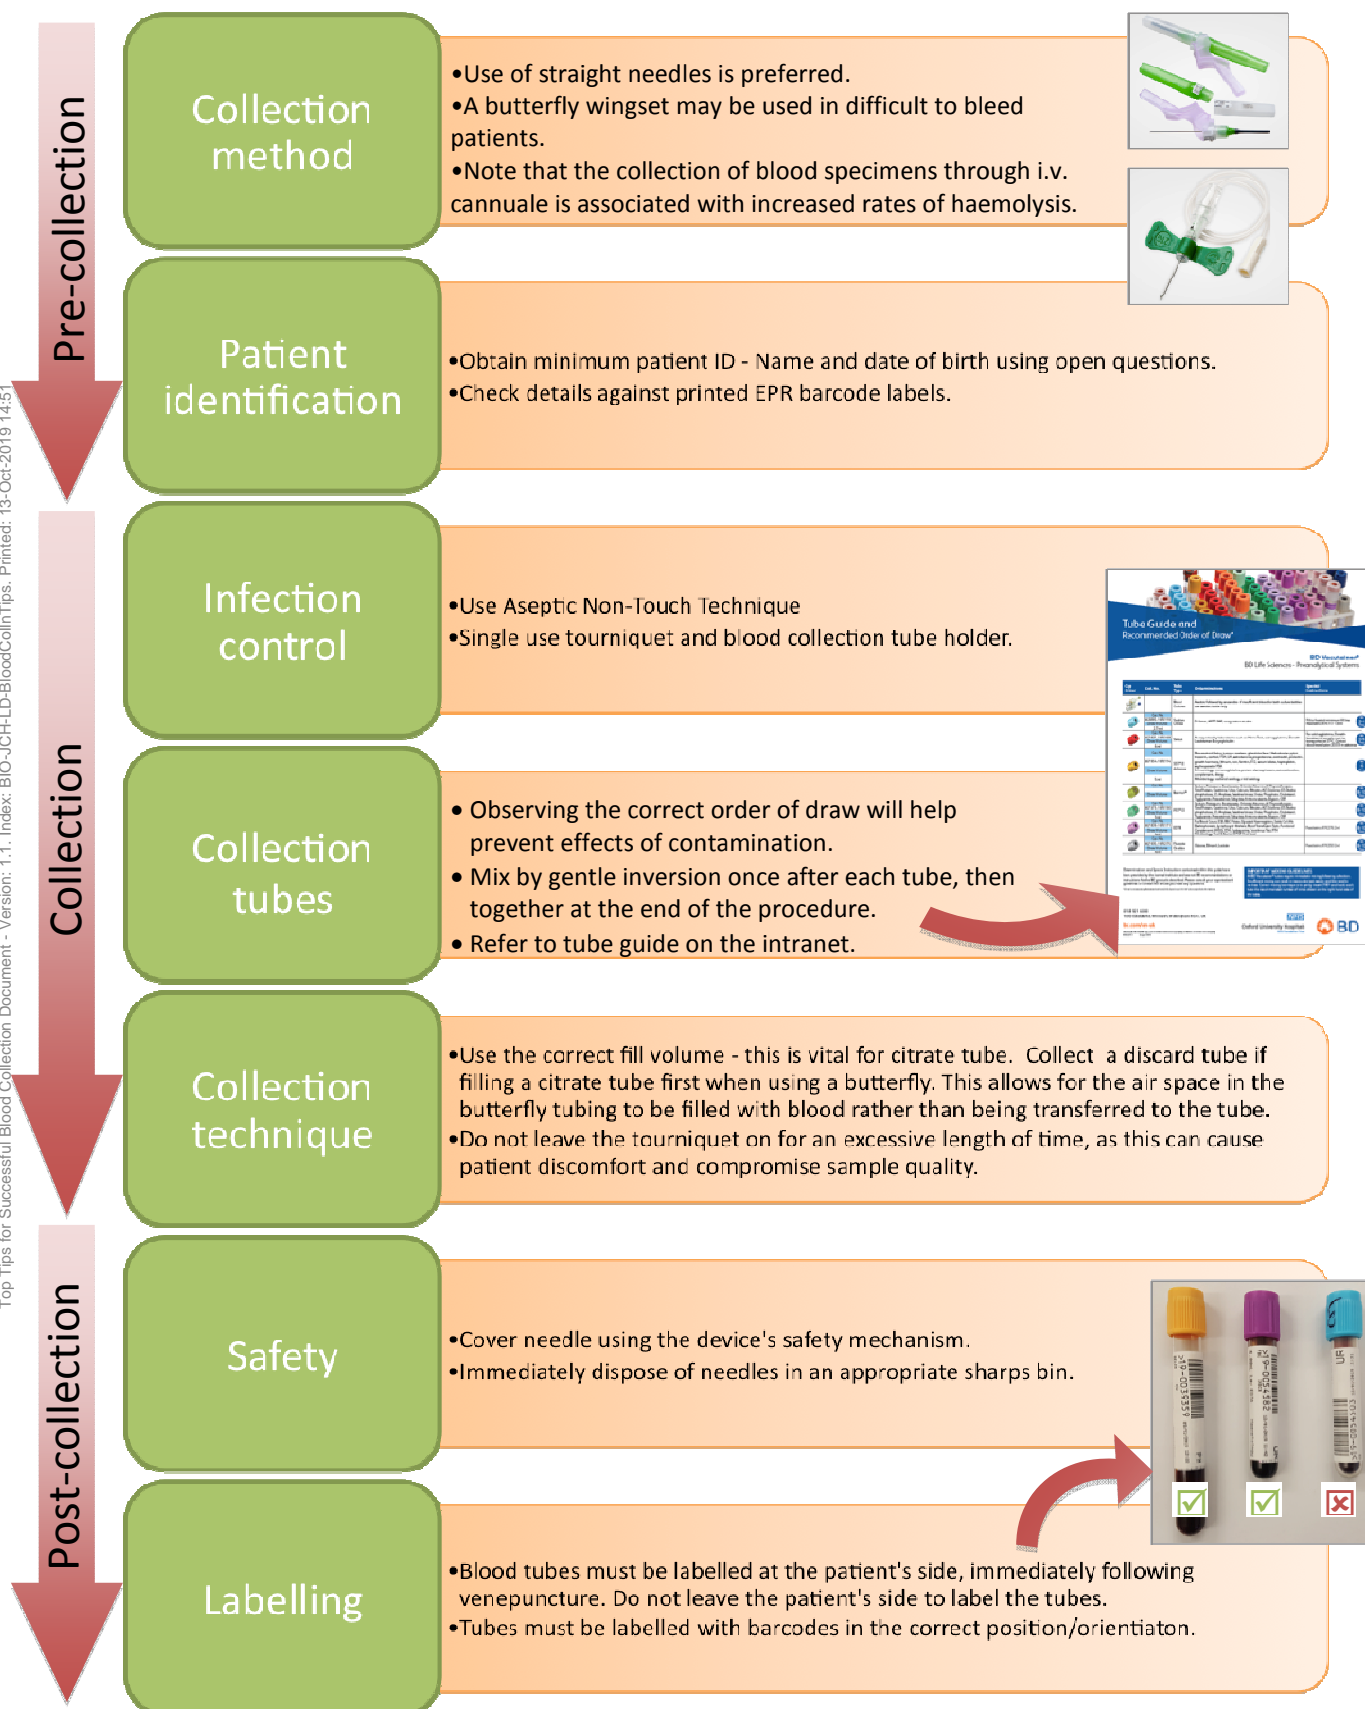 Pre-collection
Collection
method
•Use of straight needles is preferred.
•A butterfly wingset may be used in difficult to bleed
patients.
•Note that the collection of blood specimens through i.v.
cannuale is associated with increased rates of haemolysis.
Patient
identification
•Obtain minimum patient ID - Name and date of birth using open questions.
•Check details against printed EPR barcode labels.
Collection
Infection
control
•Use Aseptic Non-Touch Technique
•Single use tourniquet and blood collection tube holder.
Tube Guide and
Recommended Order of Draw*
BD Vacutainer®
BD Life Sciences - Preanalytical Systems
Collection
tubes
• Observing the correct order of draw will help
prevent effects of contamination.
• Mix by gentle inversion once after each tube, then
together at the end of the procedure.
• Refer to tube guide on the intranet.
NHS
Oxford University Hospitals
BD
Collection
technique
•Use the correct fill volume - this is vital for citrate tube.  Collect  a discard tube if
filling a citrate tube first when using a butterfly. This allows for the air space in the
butterfly tubing to be filled with blood rather than being transferred to the tube.
•Do not leave the tourniquet on for an excessive length of time, as this can cause
patient discomfort and compromise sample quality.
Post-collection
Safety
•Cover needle using the device's safety mechanism.
•Immediately dispose of needles in an appropriate sharps bin.
Labelling
•Blood tubes must be labelled at the patient's side, immediately following
venepuncture. Do not leave the patient's side to label the tubes.
•Tubes must be labelled with barcodes in the correct position/orientiaton.
Top Tips for Successful Blood Collection Document - Version: 1.1. Index: BIO-JCH-LD-BloodCollnTips. Printed: 13-Oct-2019 14:51